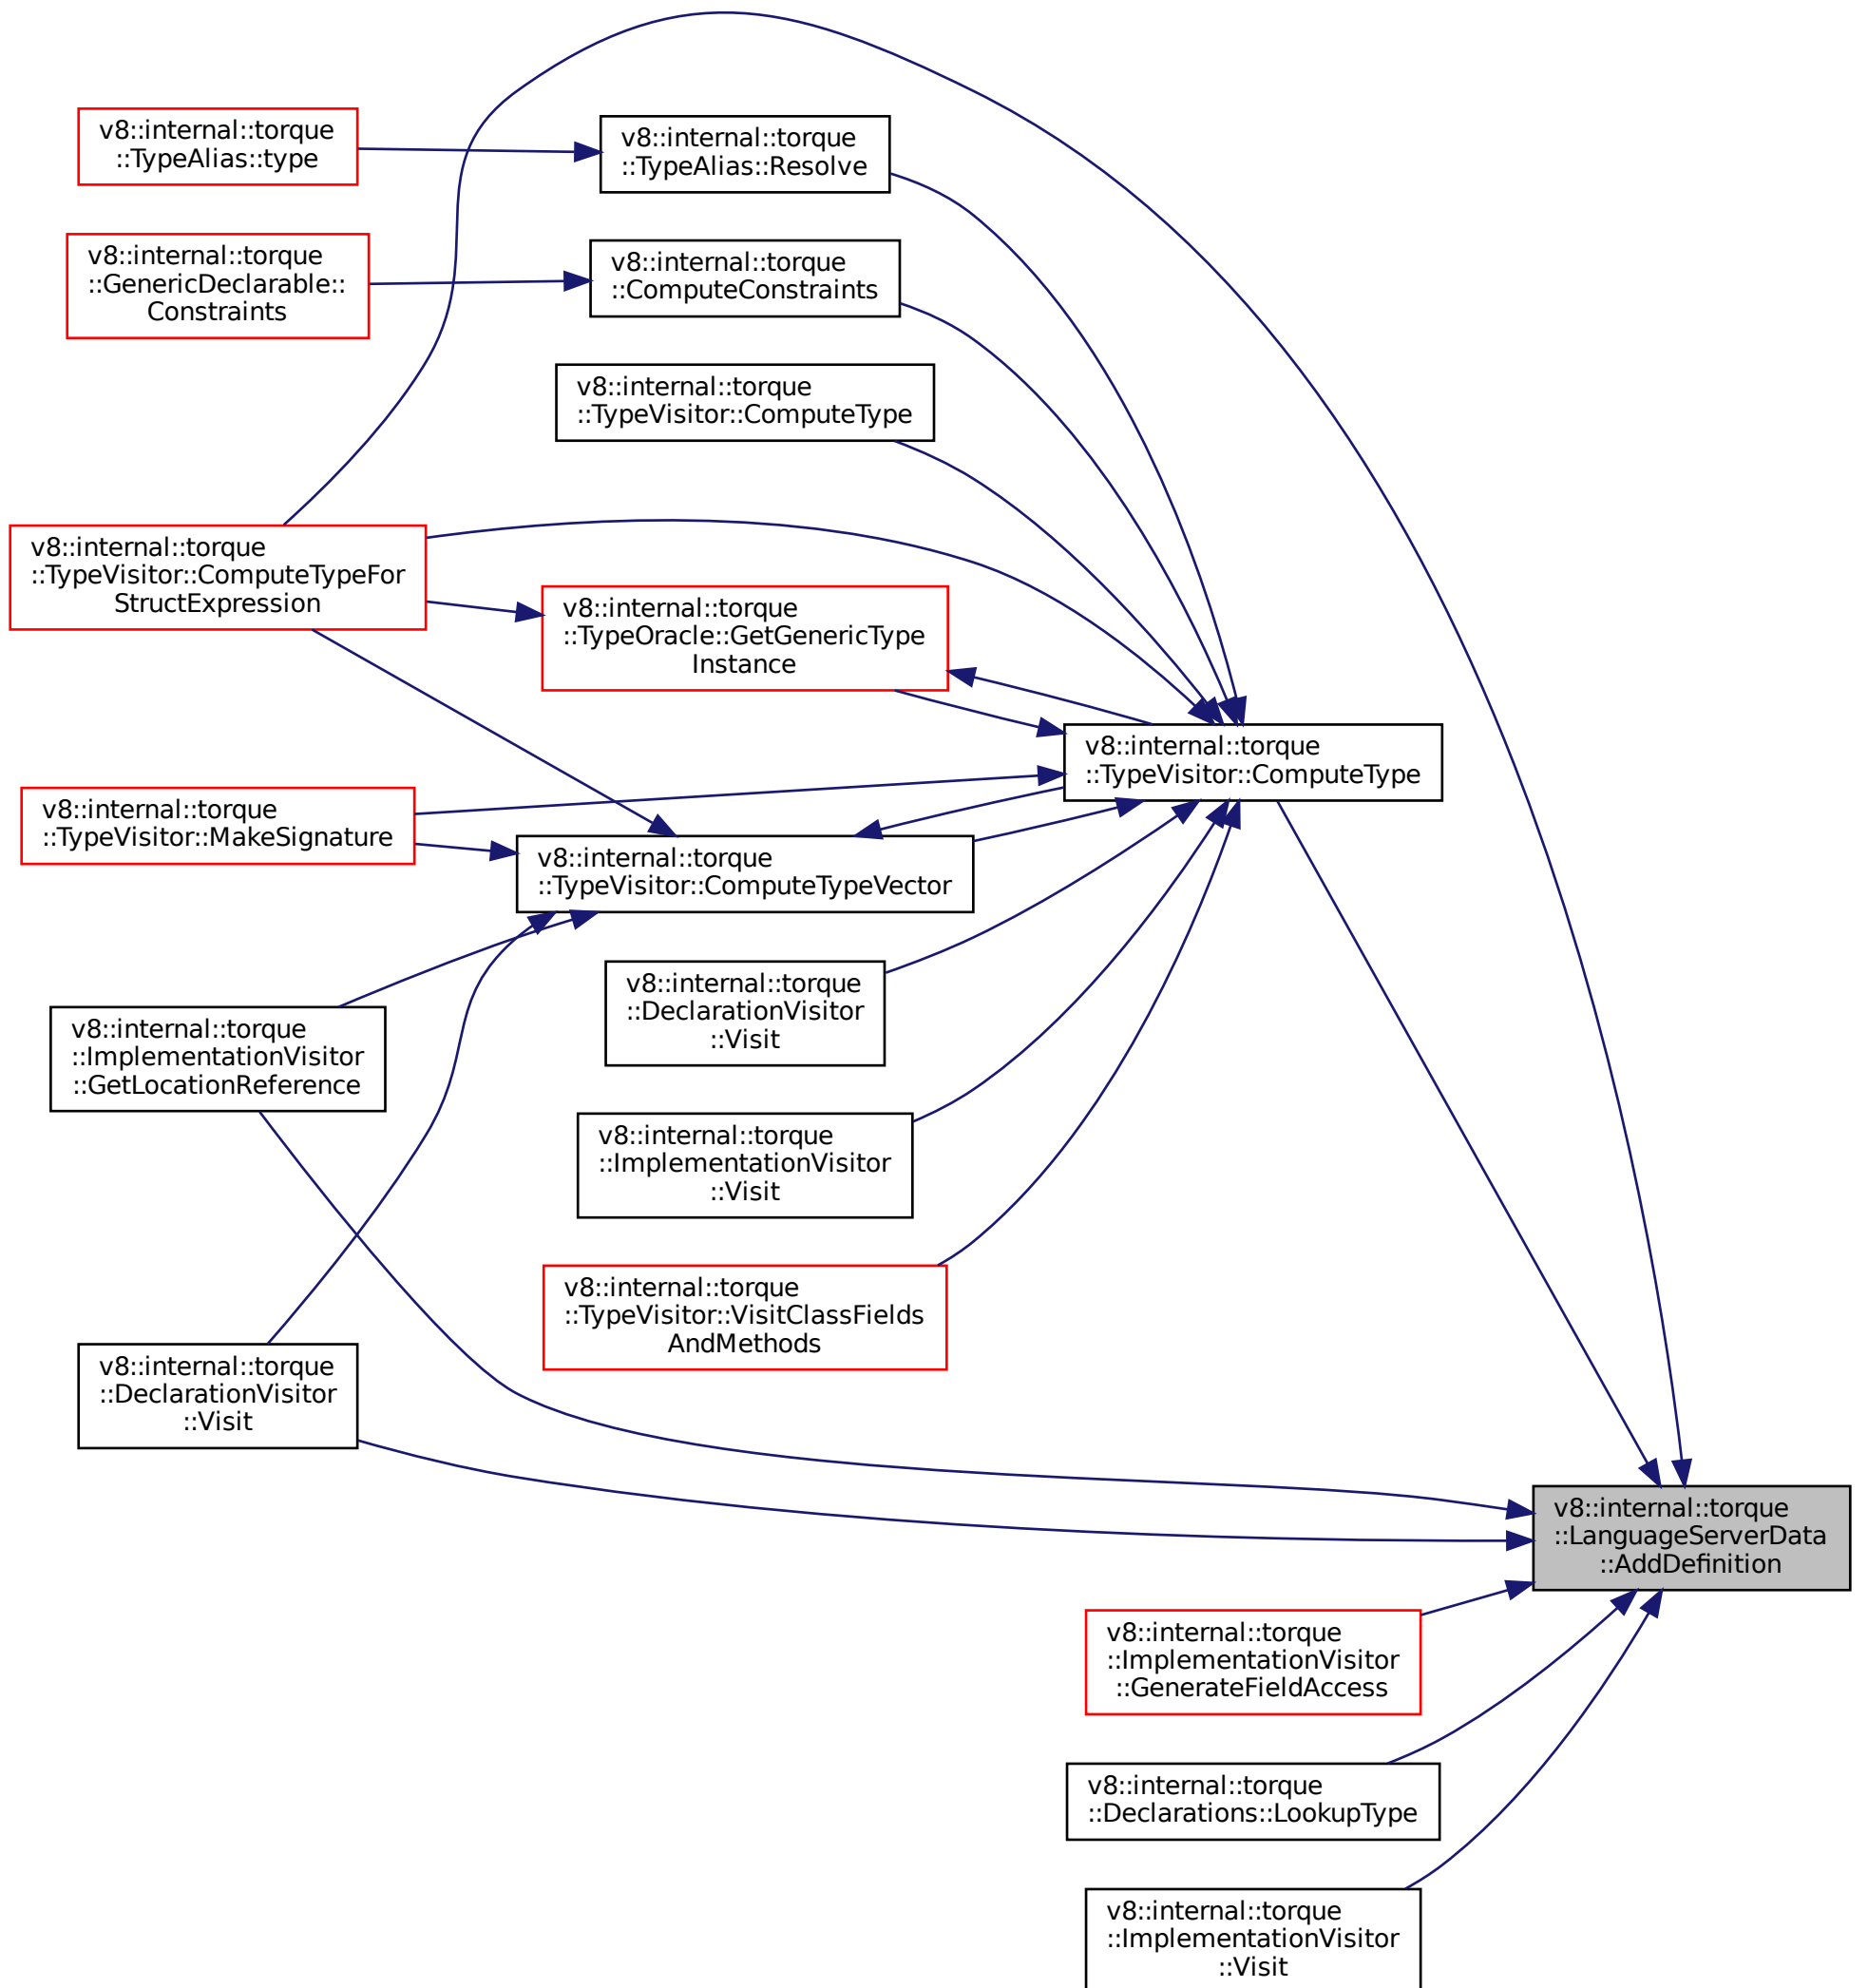 v8::internal::torque
::TypeAlias::type
v8::internal::torque
::TypeAlias::Resolve
v8::internal::torque
::GenericDeclarable::
Constraints
v8::internal::torque
::ComputeConstraints
v8::internal::torque
::TypeVisitor::ComputeType
v8::internal::torque
::TypeVisitor::ComputeTypeFor
StructExpression
v8::internal::torque
::TypeOracle::GetGenericType
Instance
v8::internal::torque
::TypeVisitor::ComputeType
v8::internal::torque
::TypeVisitor::MakeSignature
v8::internal::torque
::TypeVisitor::ComputeTypeVector
v8::internal::torque
::DeclarationVisitor
::Visit
v8::internal::torque
::ImplementationVisitor
::GetLocationReference
v8::internal::torque
::ImplementationVisitor
::Visit
v8::internal::torque
::TypeVisitor::VisitClassFields
AndMethods
v8::internal::torque
::DeclarationVisitor
::Visit
v8::internal::torque
::LanguageServerData
::AddDefinition
v8::internal::torque
::ImplementationVisitor
::GenerateFieldAccess
v8::internal::torque
::Declarations::LookupType
v8::internal::torque
::ImplementationVisitor
::Visit